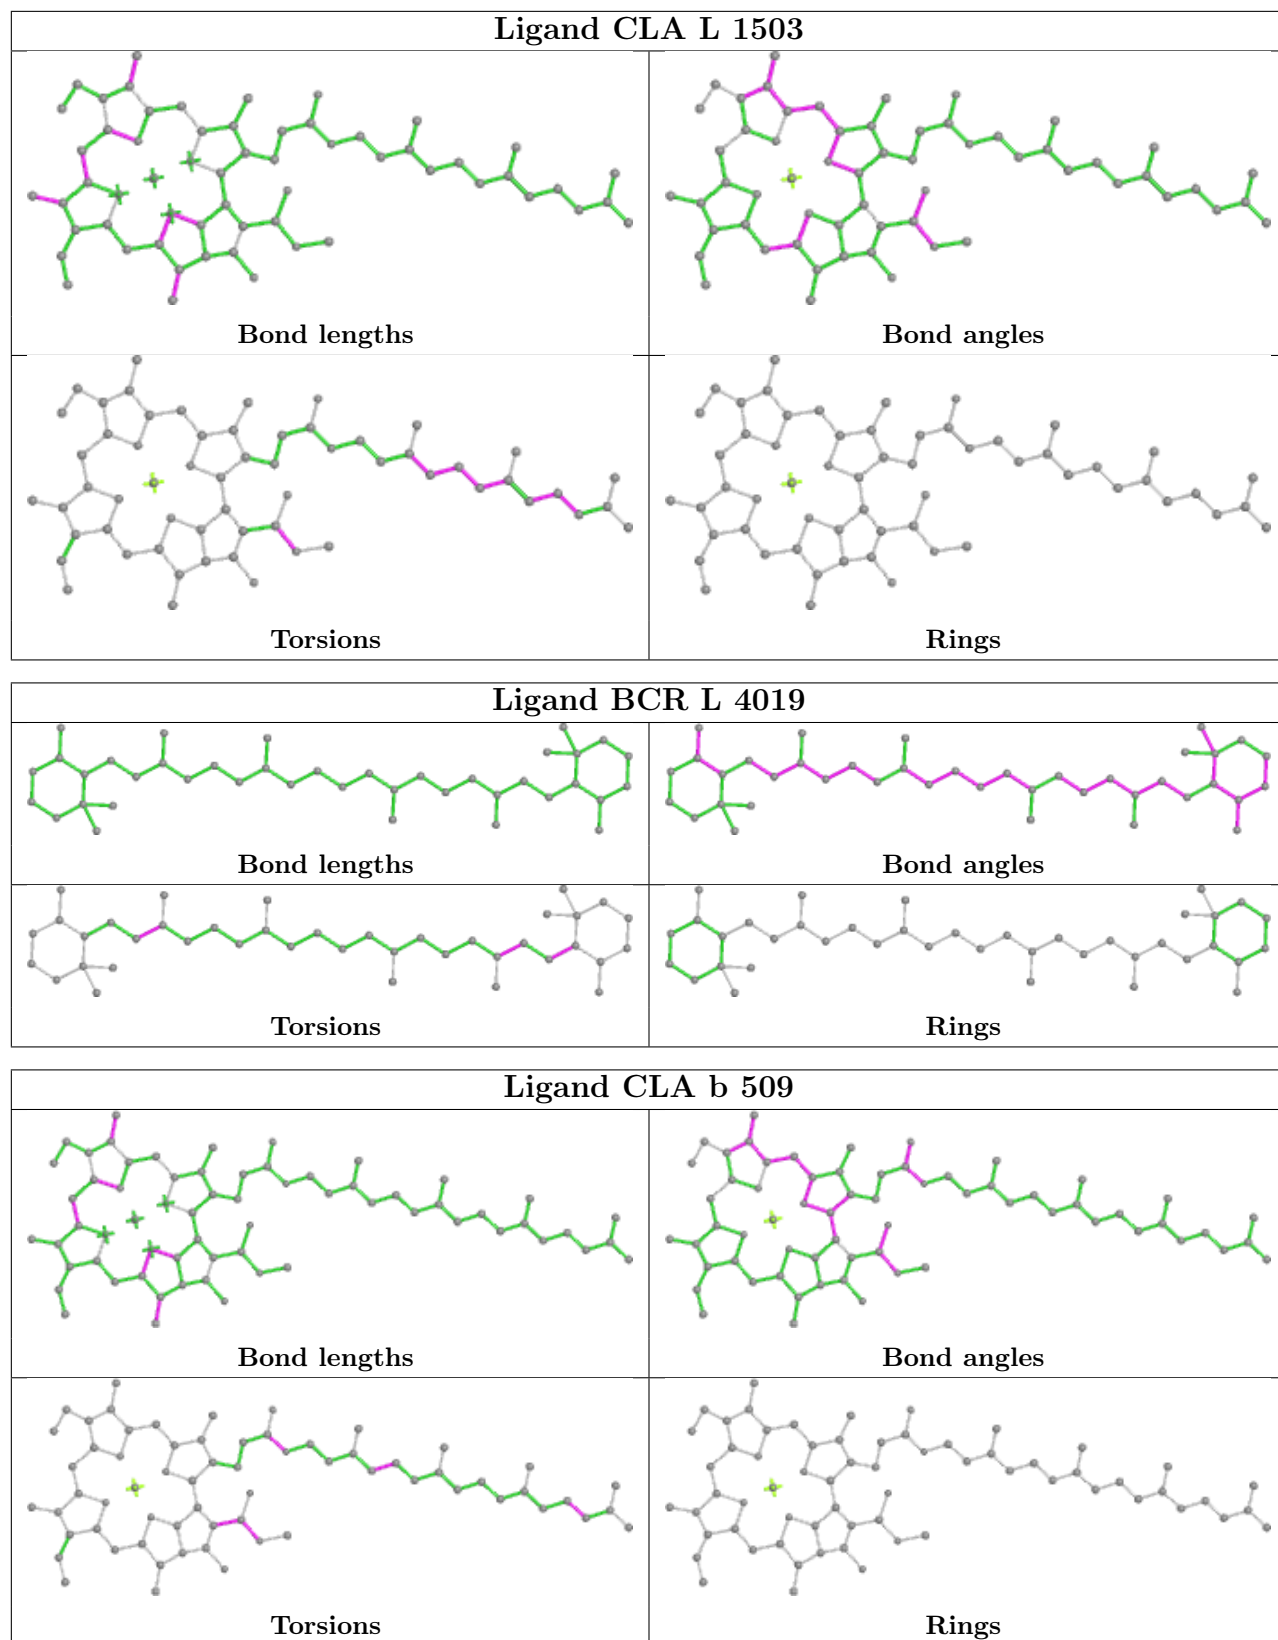 Ligand CLA L 1503
Bond lengths
Bond angles
Torsions
Rings
Ligand BCR L 4019
Bond lengths
Bond angles
Torsions
Rings
Ligand CLA b 509
Bond lengths
Bond angles
Torsions
Rings